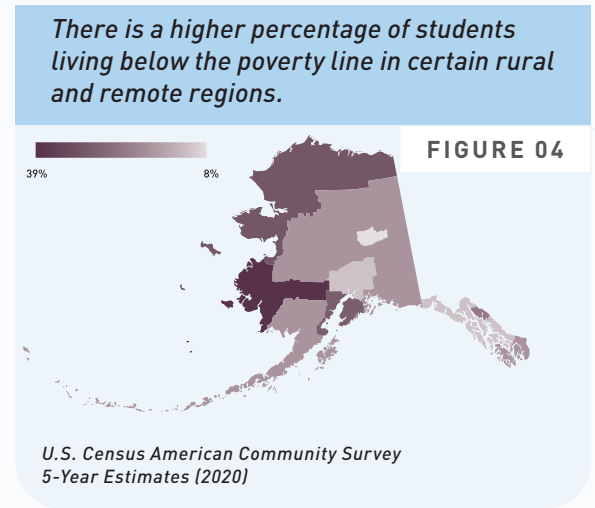 There is a higher percentage of students
living below the poverty line in certain rural
and remote regions.
FIGURE 04
39%
8%
U.S. Census American Community Survey
5-Year Estimates (2020)